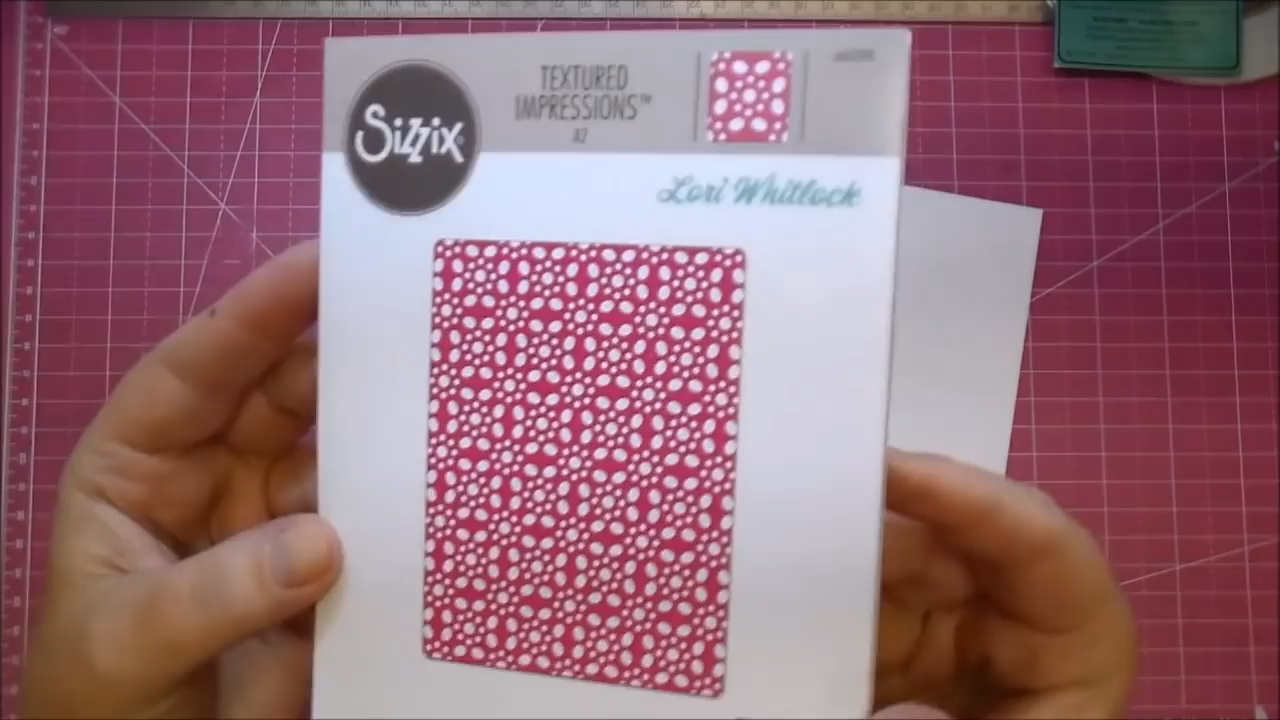 Sizzix
TEXTURED
IMPRESSIONS™
A2
Lori Whitlock